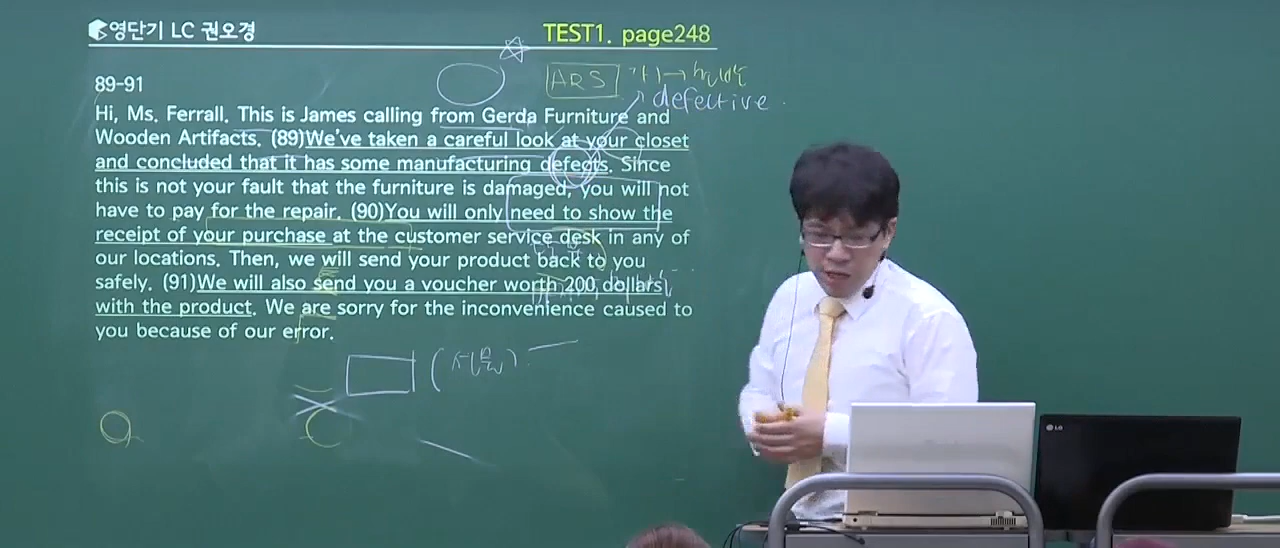 영단기 LC 권오경
TEST1. page248
ARS
defective
89-91
Hi, Ms. Ferrall. This is James calling from Gerda Furniture and
Wooden Artifacts. (89)We've taken a careful look at your closet
and concluded that it has some manufacturing defects. Since
this is not your fault that the furniture is damaged, you will not
have to pay for the repair. (90)You will only need to show the
receipt of your purchase at the customer service desk in any of
our locations. Then, we will send your product back to you
safely. (91)We will also send you a voucher worth 200 dollars
with the product. We are sorry for the inconvenience caused to
you because of our error.
LG